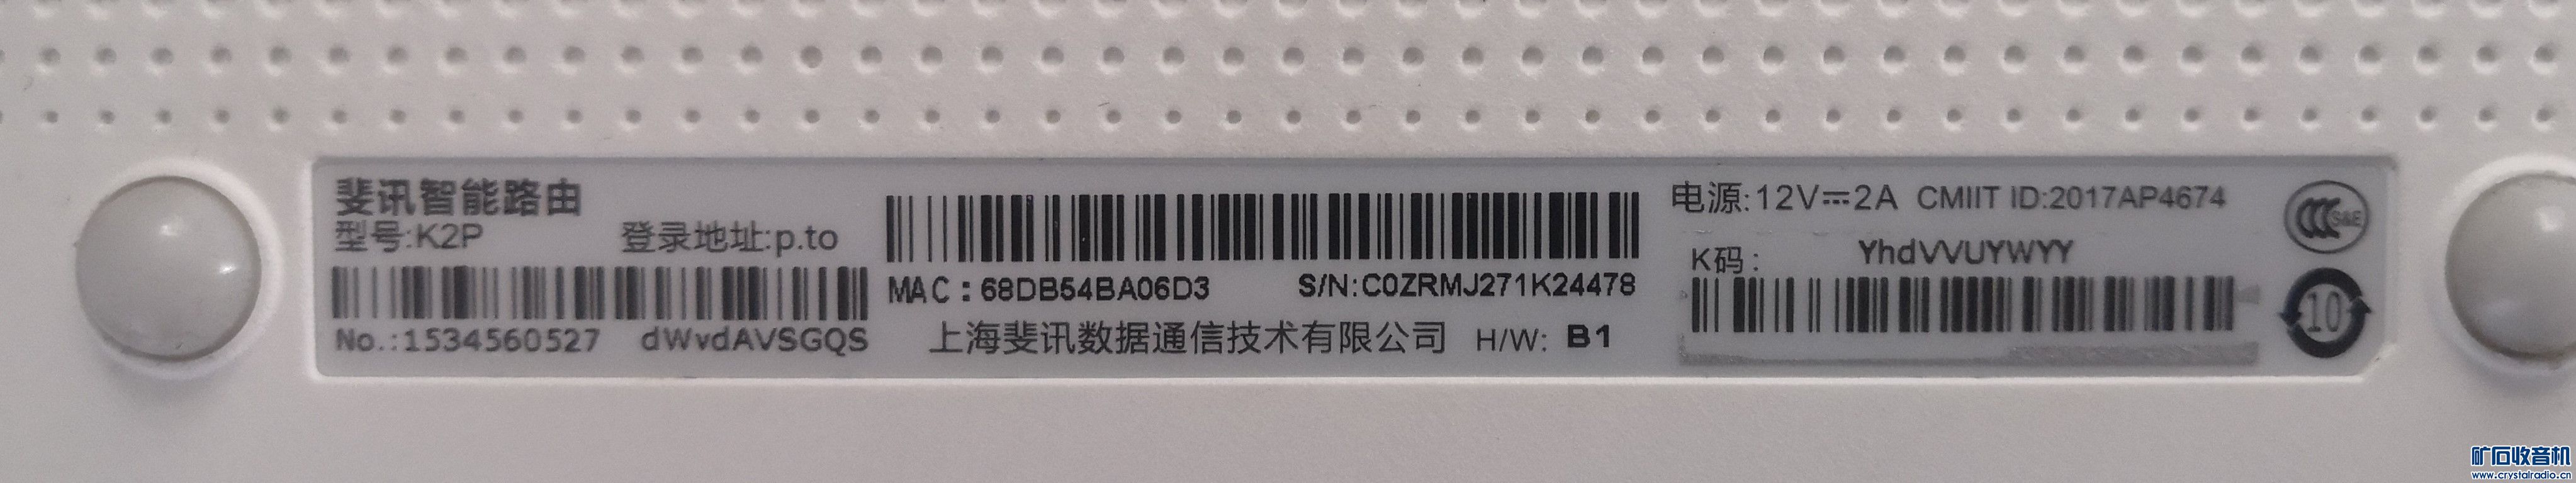 斐讯智能路由
型号:K2P 登录地址:p.to
No.:1534560527 dWvdAVSGQS
MAC:68DB54BA06D3 S/N:C0ZRMJ271K24478
上海斐讯数据通信技术有限公司 H/W: B1
电源:12V⎓2A CMIIT ID:2017AP4674
K码: YhdVVUYWYY
CCC S&E
10
矿石收音机
www.crystalradio.cn